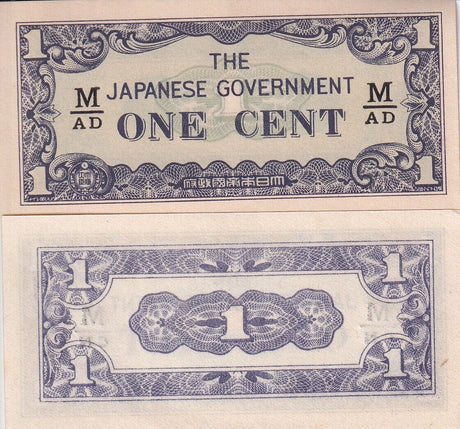 1 1
THE
M JAPANESE GOVERNMENT M
AD ONE CENT AD
1 1
大日本帝國政府
1 1
1
1 1